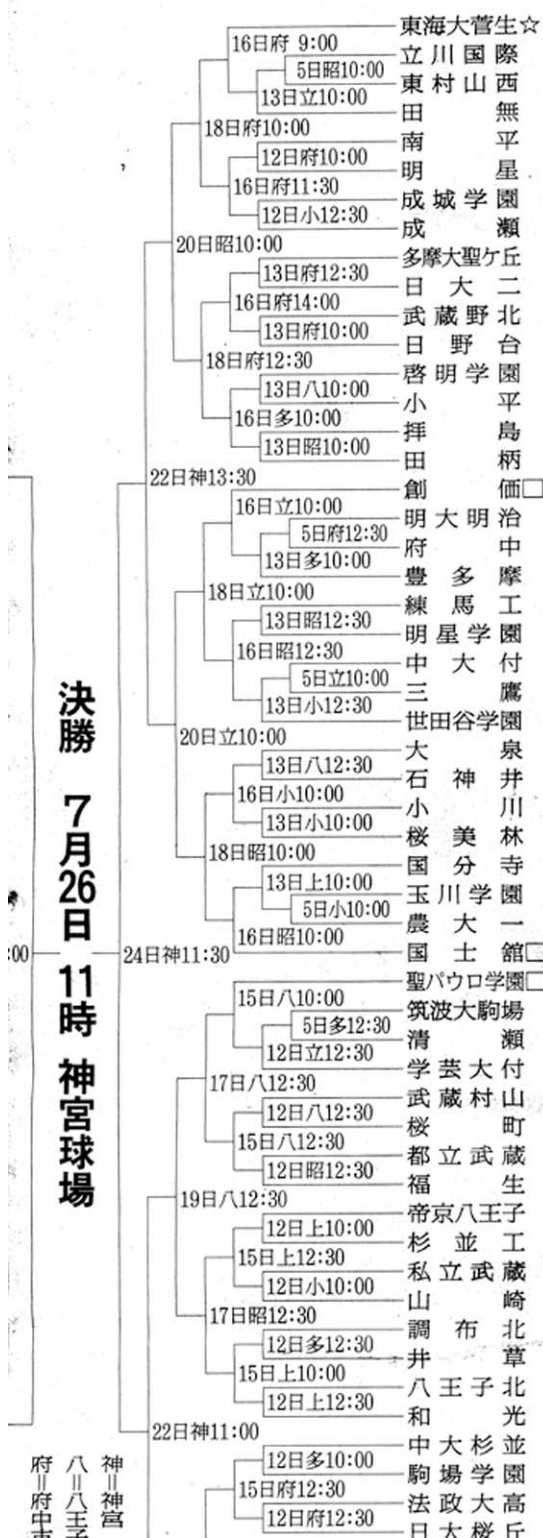 東海大菅生☆
16日府 9:00
立川国際
5日昭10:00
東村山西
13日立10:00
田無
18日府10:00
南平
12日府10:00
明星
16日府11:30
成城学園
12日小12:30
成瀬
20日昭10:00
多摩大聖ケ丘
13日府12:30
日大二
16日府14:00
武蔵野北
13日府10:00
日野台
18日府12:30
啓明学園
13日八10:00
小平
16日多10:00
拝島
13日昭10:00
田柄
22日神13:30
創価□
16日立10:00
明大明治
5日府12:30
府中
13日多10:00
豊多摩
18日立10:00
練馬工
13日昭12:30
明星学園
16日昭12:30
中大付
5日立10:00
三鷹
13日小12:30
世田谷学園
20日立10:00
大泉
13日八12:30
石神井
16日小10:00
小川
13日小10:00
桜美林
18日昭10:00
国分寺
13日上10:00
玉川学園
5日小10:00
農大一
16日昭10:00
国士舘□
:00
24日神11:30
決勝 7月26日 11時 神宮球場
聖パウロ学園□
15日八10:00
筑波大駒場
5日多12:30
清瀬
12日立12:30
学芸大付
17日八12:30
武蔵村山
12日八12:30
桜町
15日八12:30
都立武蔵
12日昭12:30
福生
19日八12:30
帝京八王子
12日上10:00
杉並工
15日上12:30
私立武蔵
12日小10:00
山崎
17日昭12:30
調布北
12日多12:30
井草
15日上10:00
八王子北
12日上12:30
和光
22日神11:00
中大杉並
12日多10:00
駒場学園
15日府12:30
法政大高
12日府12:30
日大桜丘
神＝神宮
八＝八王子
府＝府中市